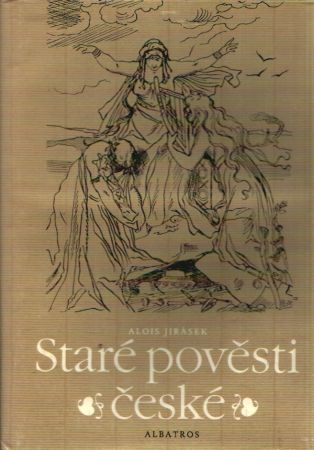 ALOIS JIRÁSEK
Staré pověsti
české
ALBATROS